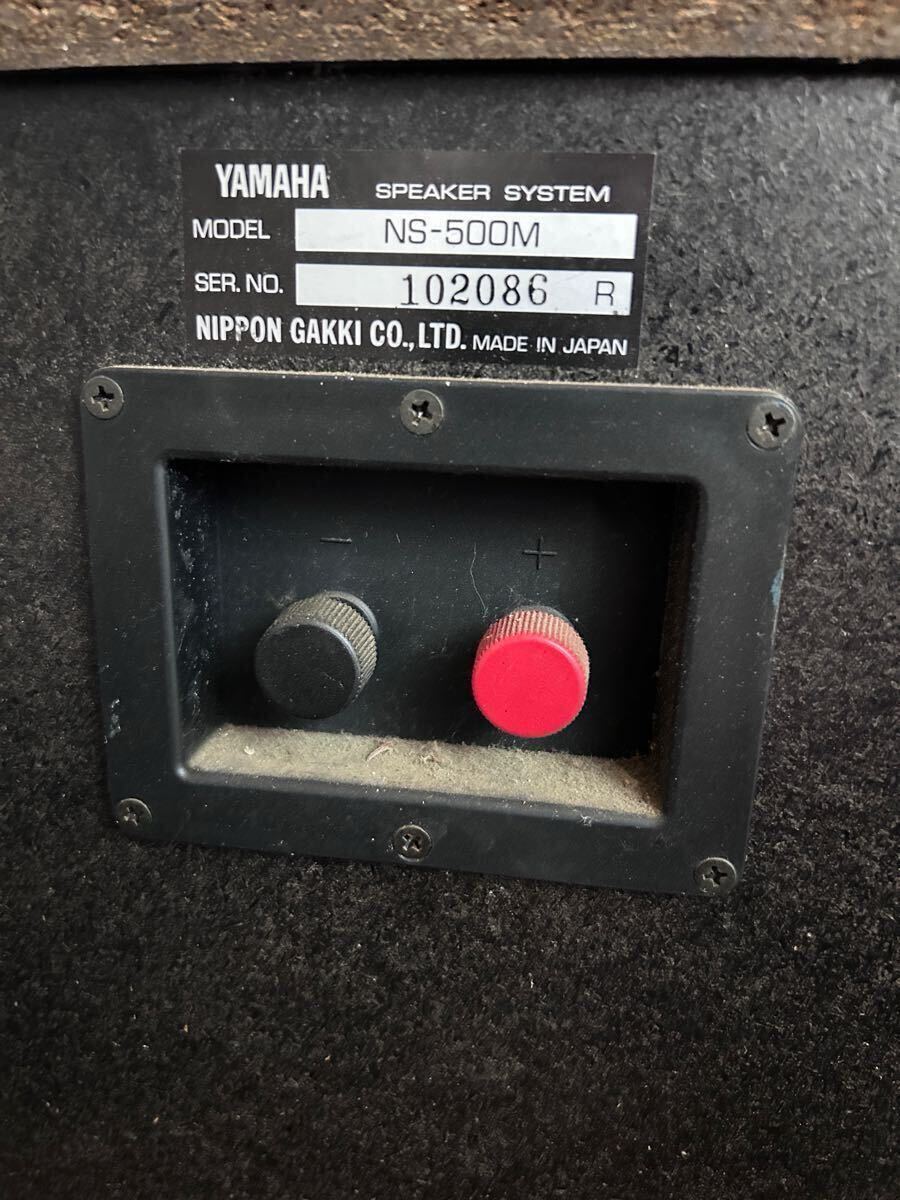 YAMAHA SPEAKER SYSTEM
MODEL NS-500M
SER. NO. 102086 R
NIPPON GAKKI CO., LTD. MADE IN JAPAN
− +